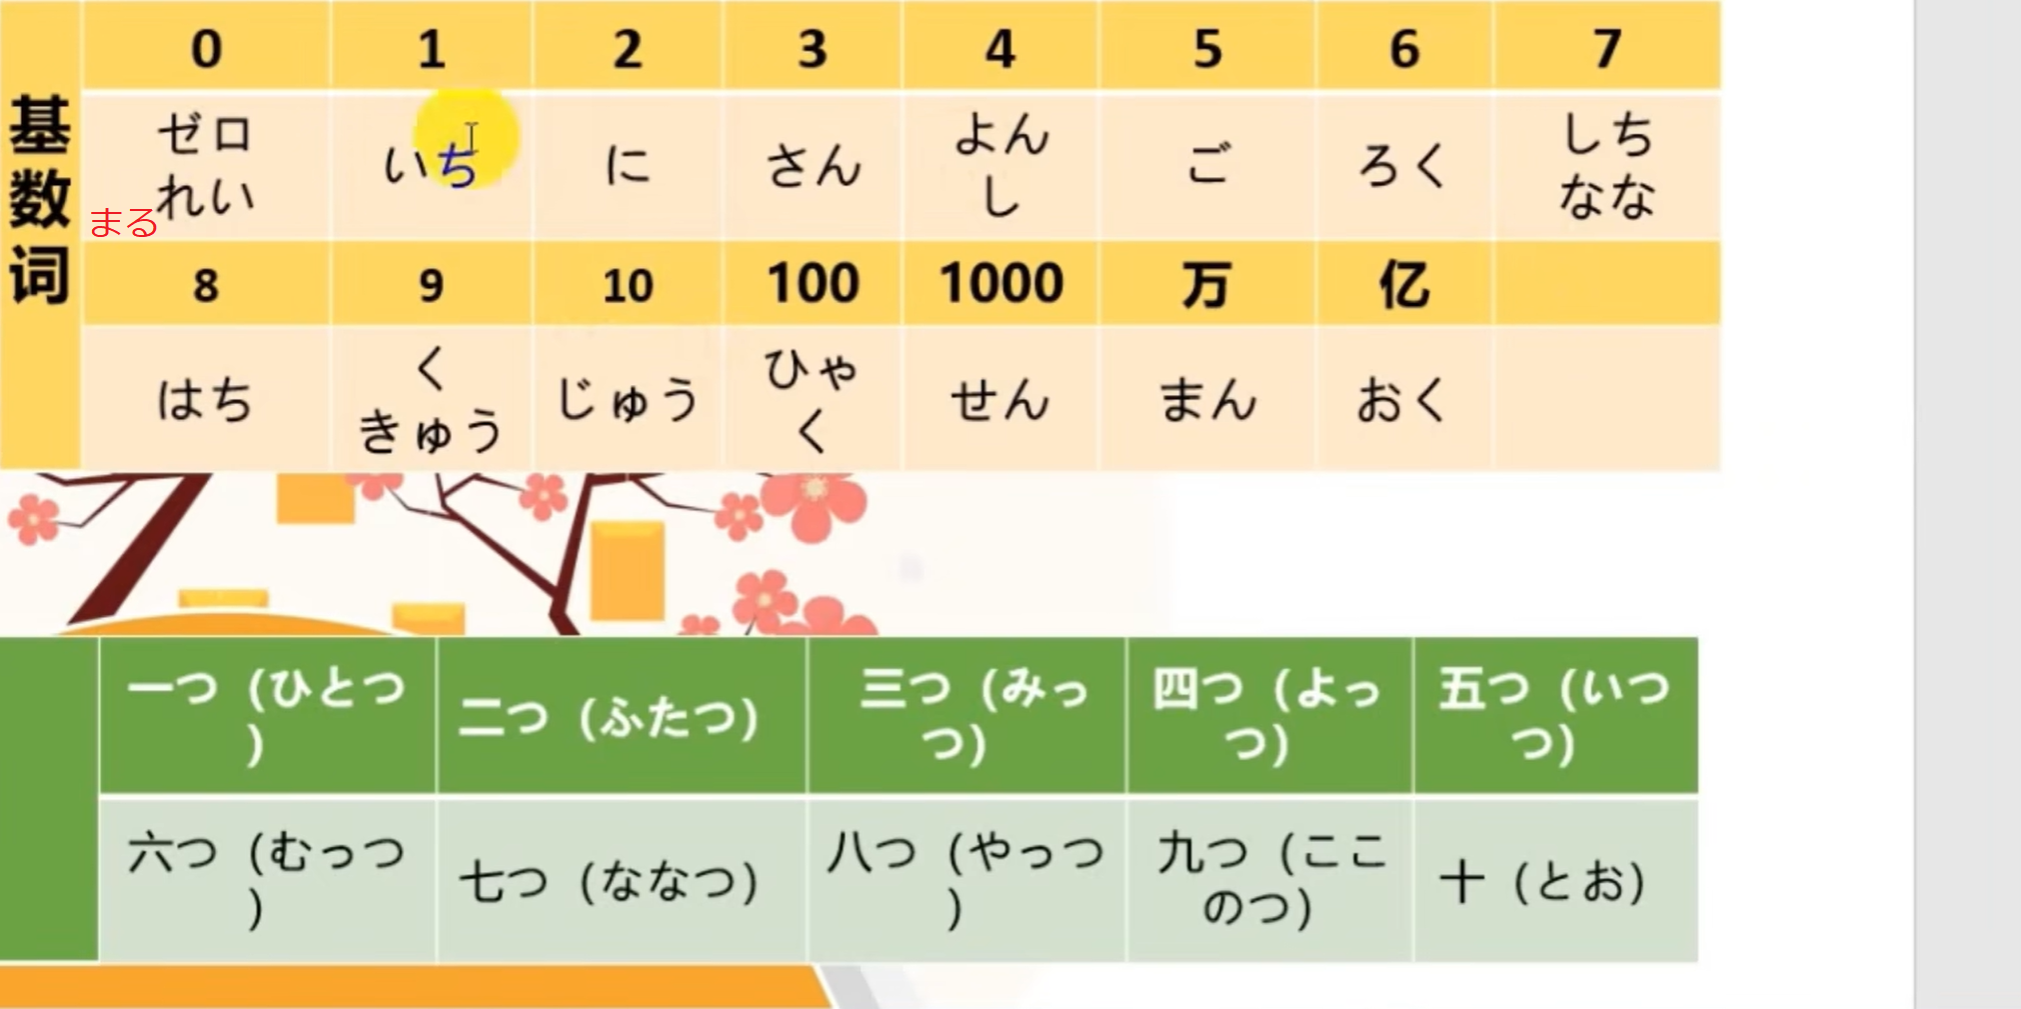 基数词
0 1 2 3 4 5 6 7
ゼロ れい いち に さん よん し ご ろく しち なな
まる
8 9 10 100 1000 万 亿
はち く きゅう じゅう ひゃく せん まん おく
一つ（ひとつ） 二つ（ふたつ） 三つ（みっつ） 四つ（よっつ） 五つ（いつつ）
六つ（むっつ） 七つ（ななつ） 八つ（やっつ） 九つ（ここのつ） 十（とお）